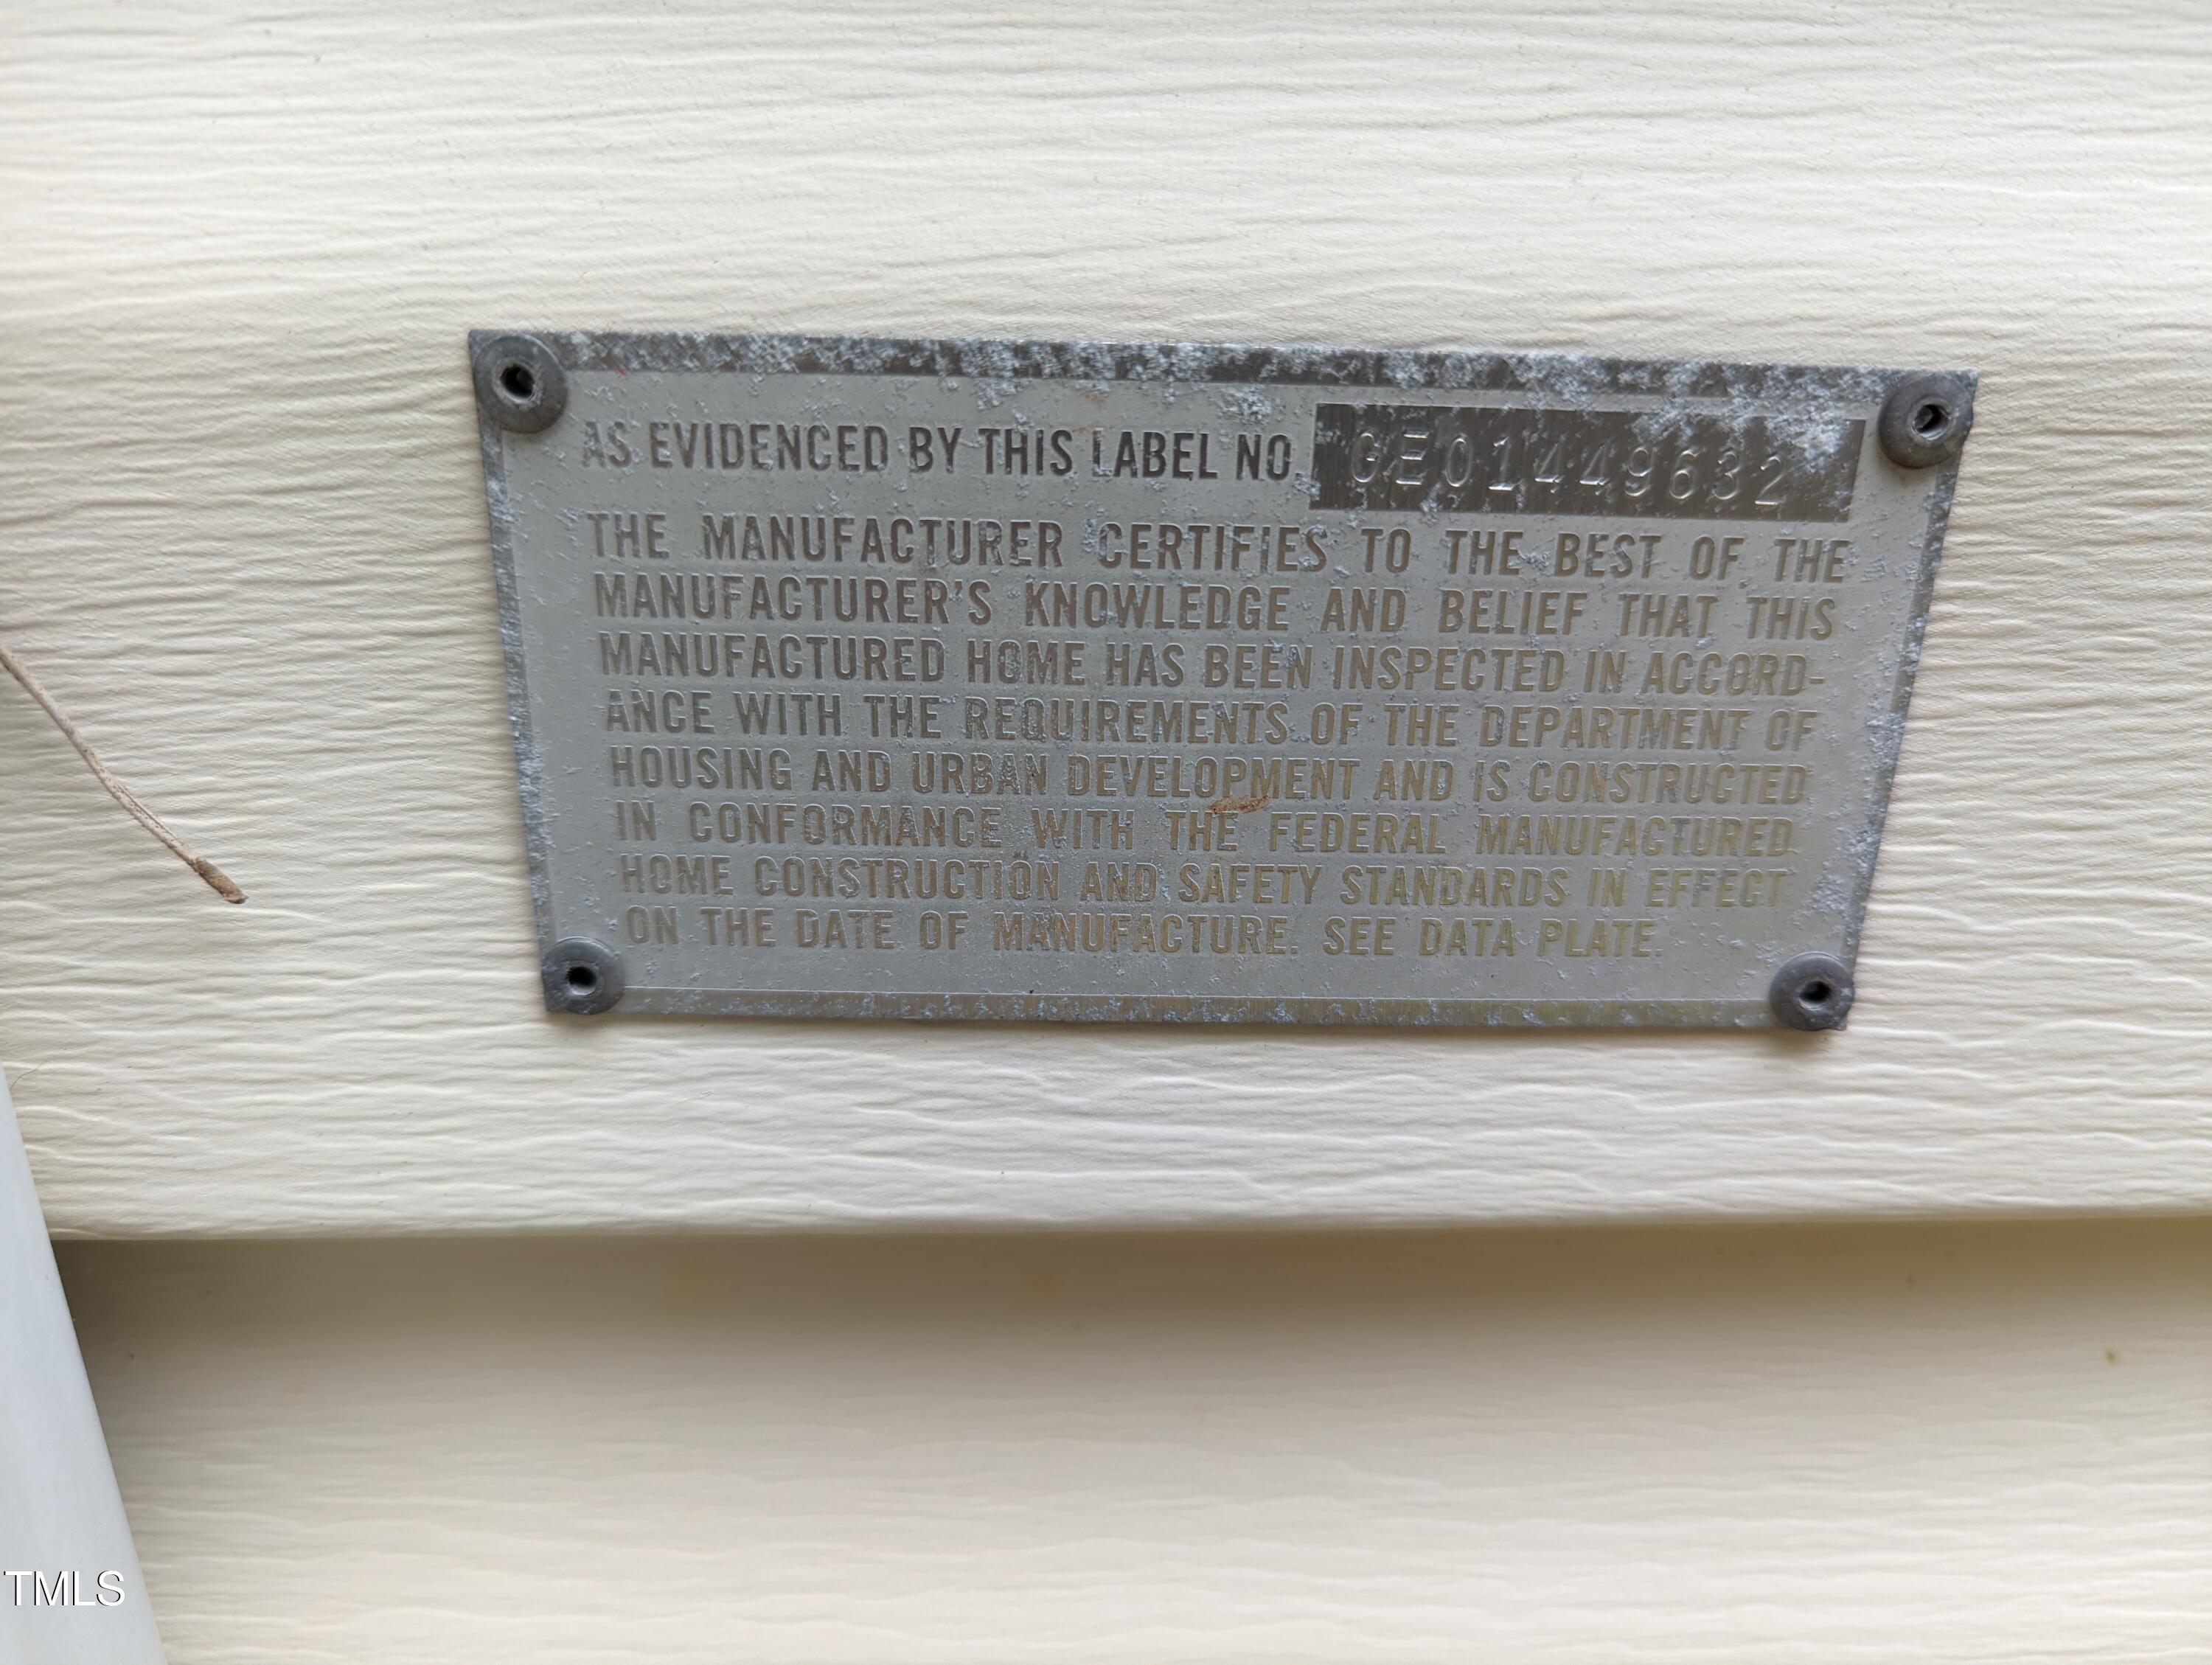 AS EVIDENCED BY THIS LABEL NO. GEO1449632
THE MANUFACTURER CERTIFIES TO THE BEST OF THE
MANUFACTURER'S KNOWLEDGE AND BELIEF THAT THIS
MANUFACTURED HOME HAS BEEN INSPECTED IN ACCORD-
ANCE WITH THE REQUIREMENTS OF THE DEPARTMENT OF
HOUSING AND URBAN DEVELOPMENT AND IS CONSTRUCTED
IN CONFORMANCE WITH THE FEDERAL MANUFACTURED
HOME CONSTRUCTION AND SAFETY STANDARDS IN EFFECT
ON THE DATE OF MANUFACTURE. SEE DATA PLATE.
TMLS